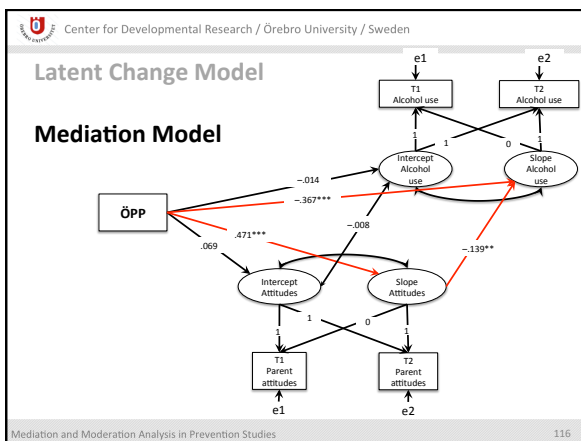 ÖREBRO UNIVERSITET
Center for Developmental Research / Örebro University / Sweden
Latent Change Model
Mediation Model
e1
e2
T1
Alcohol use
T2
Alcohol use
1
1
0
1
Intercept
Alcohol
use
Slope
Alcohol
use
–.014
–.367***
ÖPP
–.008
.471***
–.139**
.069
Intercept
Attitudes
Slope
Attitudes
1
1
0
1
T1
Parent
attitudes
T2
Parent
attitudes
e1
e2
Mediation and Moderation Analysis in Prevention Studies
116